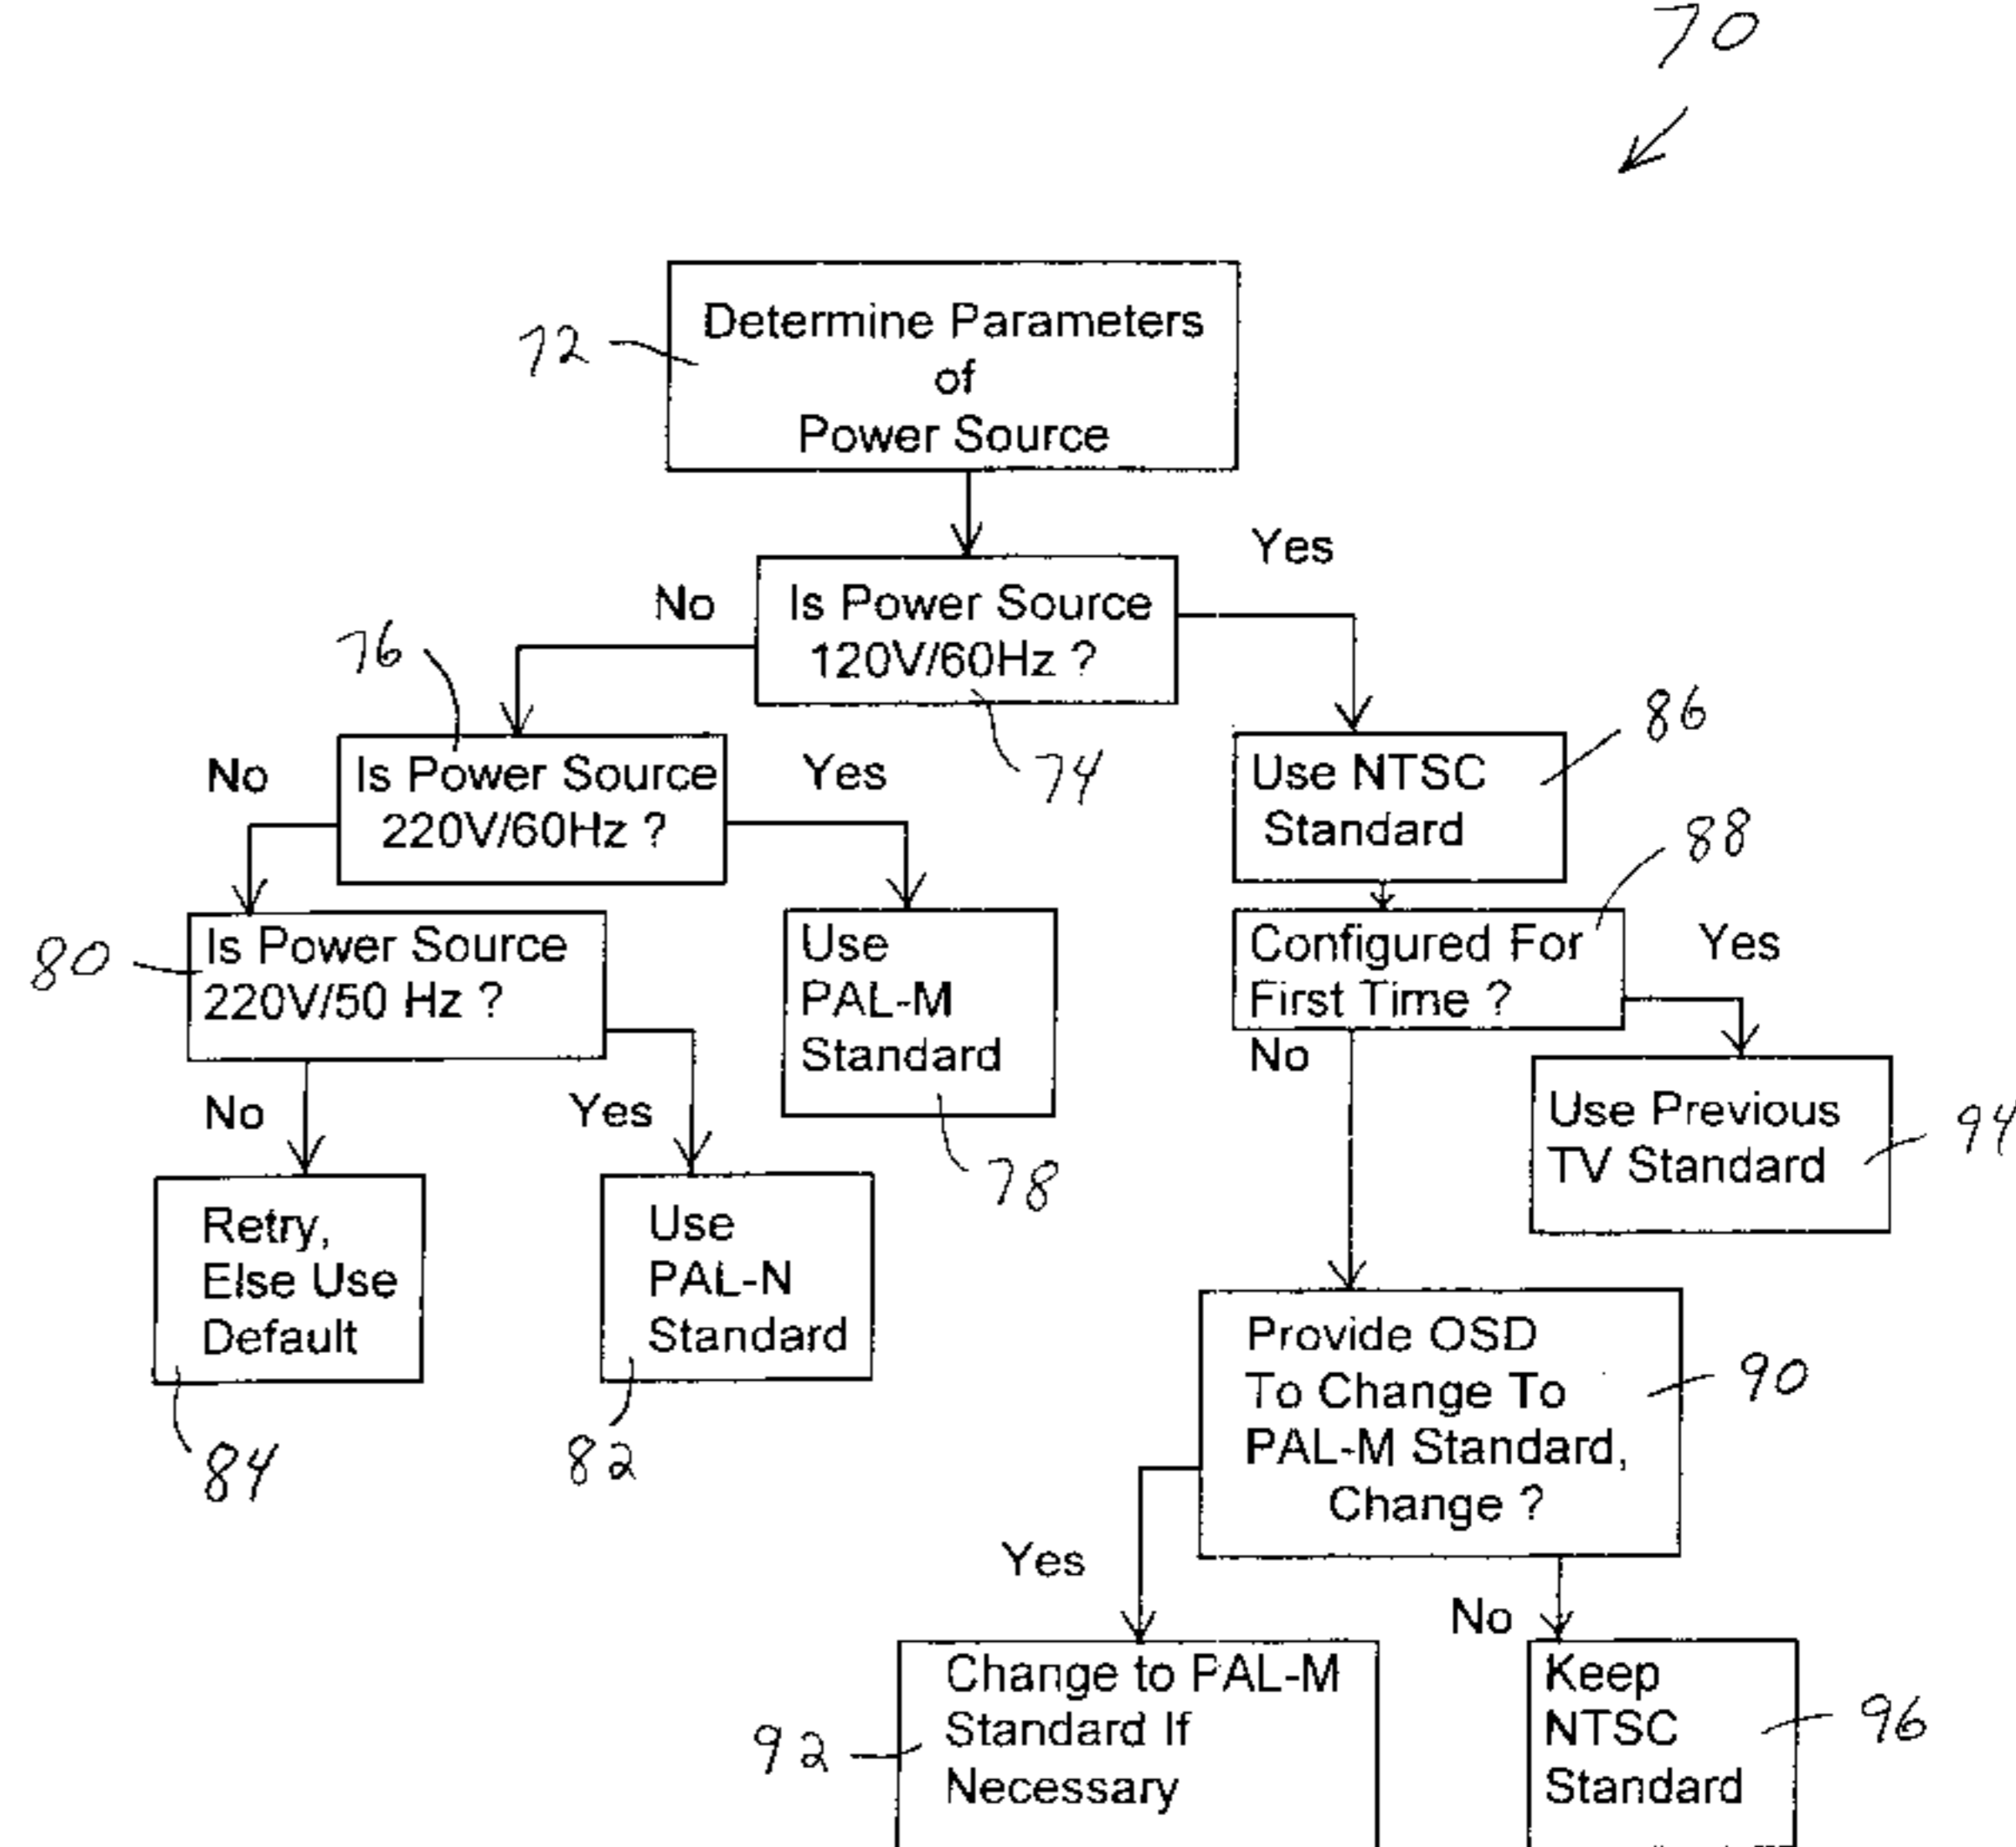 70
72
Determine Parameters
of
Power Source
Yes
No
Is Power Source
120V/60Hz ?
74
76
No
Is Power Source
220V/60Hz ?
Yes
Use NTSC
Standard
86
88
80
Is Power Source
220V/50 Hz ?
Use
PAL-M
Standard
78
Configured For
First Time ?
Yes
No
Use Previous
TV Standard
94
No
Yes
Retry,
Else Use
Default
84
Use
PAL-N
Standard
82
Provide OSD
To Change To
PAL-M Standard,
Change ?
90
Yes
No
92
Change to PAL-M
Standard If
Necessary
Keep
NTSC
Standard
96